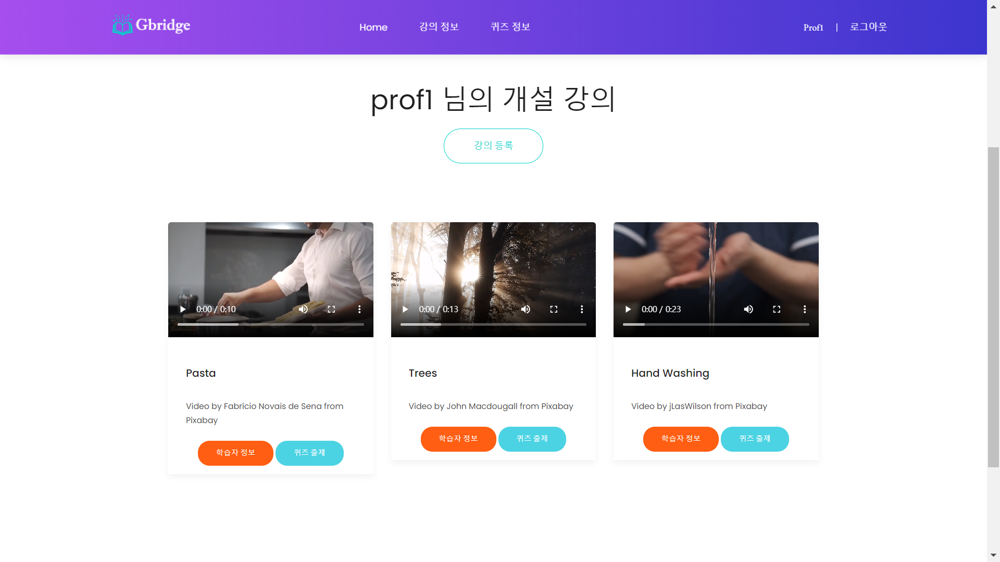 Gbridge
Home
강의 정보
퀴즈 정보
Prof1 | 로그아웃
prof1 님의 개설 강의
강의 등록
0:00 / 0:10
0:00 / 0:13
0:00 / 0:23
Pasta
Video by Fabrício Novais de Sena from
Pixabay
학습자 정보
퀴즈 출제
Trees
Video by John Macdougall from Pixabay
학습자 정보
퀴즈 출제
Hand Washing
Video by jLasWilson from Pixabay
학습자 정보
퀴즈 출제